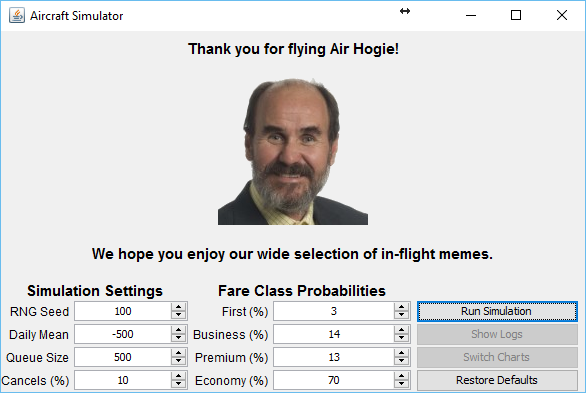 Aircraft Simulator
Thank you for flying Air Hogie!
We hope you enjoy our wide selection of in-flight memes.
Simulation Settings Fare Class Probabilities
RNG Seed 100 First (%) 3 Run Simulation
Daily Mean -500 Business (%) 14 Show Logs
Queue Size 500 Premium (%) 13 Switch Charts
Cancels (%) 10 Economy (%) 70 Restore Defaults